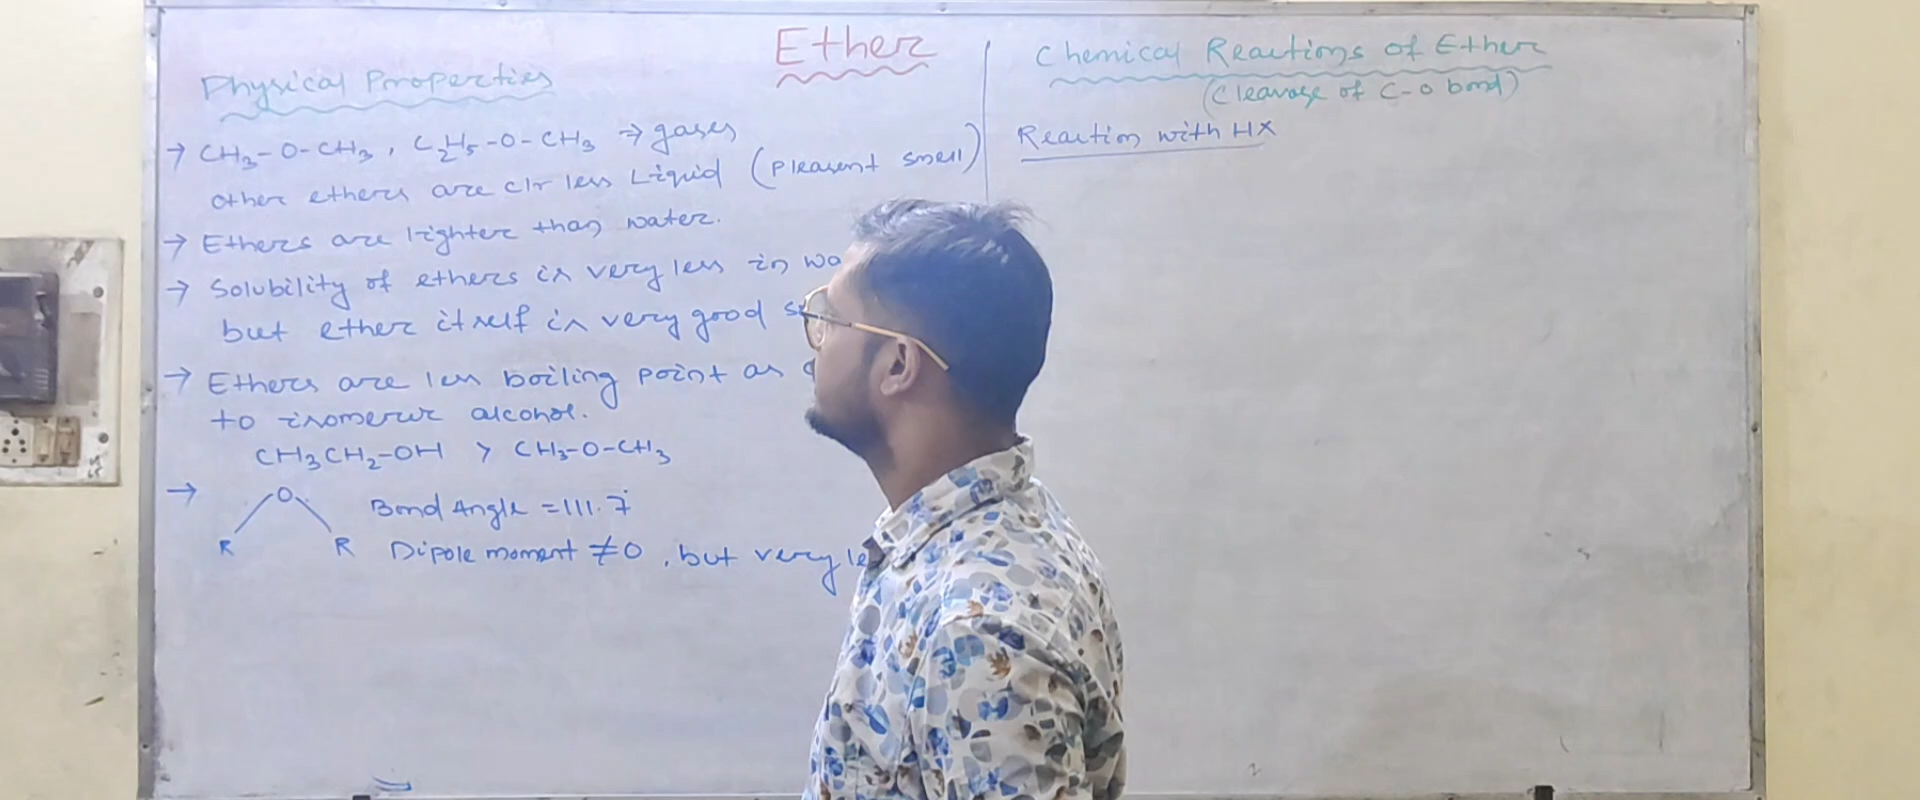 Ether
Physical Properties
→ CH3-O-CH3, C2H5-O-CH3 ⇒ gases
other ethers are clr less Liquid (Pleasent smell)
→ Ethers are lighter than water.
→ Solubility of ethers is very less in wa
but ether itself is very good s
→ Ethers are less boiling point as c
to isomeric alcohol.
CH3CH2-OH > CH3-O-CH3
→ O
R R
Bond Angle = 111.7°
Dipole moment ≠0, but very le
Chemical Reactions of Ether
(Cleavage of C-O bond)
Reaction with HX